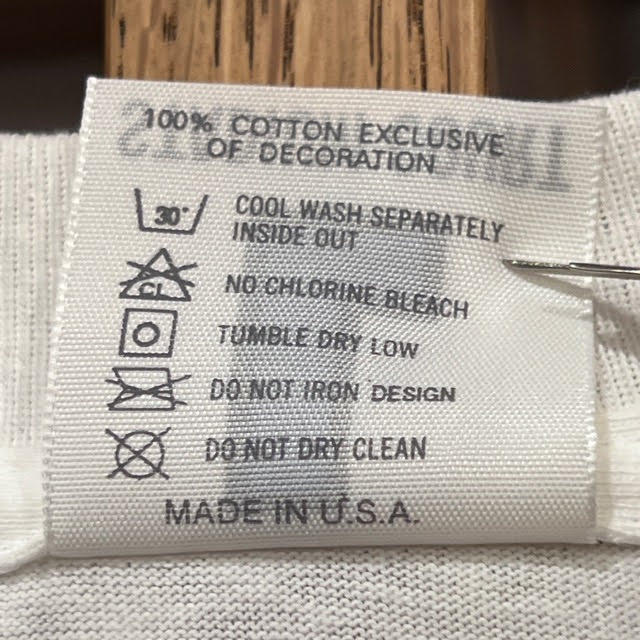 100% COTTON EXCLUSIVE
OF DECORATION
30°
COOL WASH SEPARATELY
INSIDE OUT
CL
NO CHLORINE BLEACH
TUMBLE DRY LOW
DO NOT IRON DESIGN
DO NOT DRY CLEAN
MADE IN U.S.A.